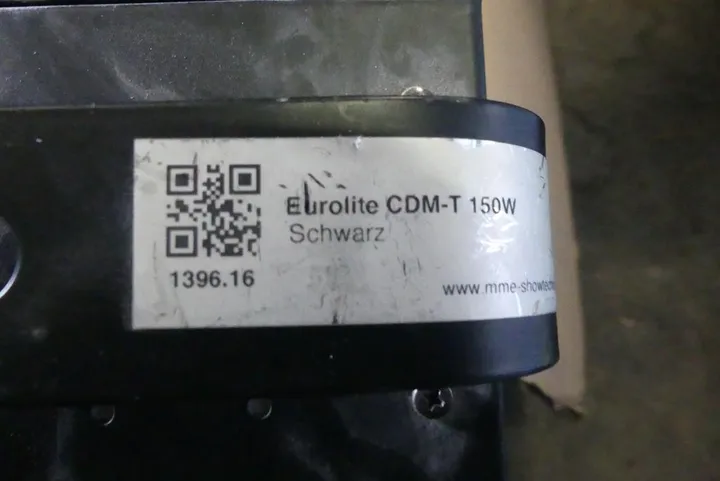 Eurolite CDM-T 150W
Schwarz
1396.16